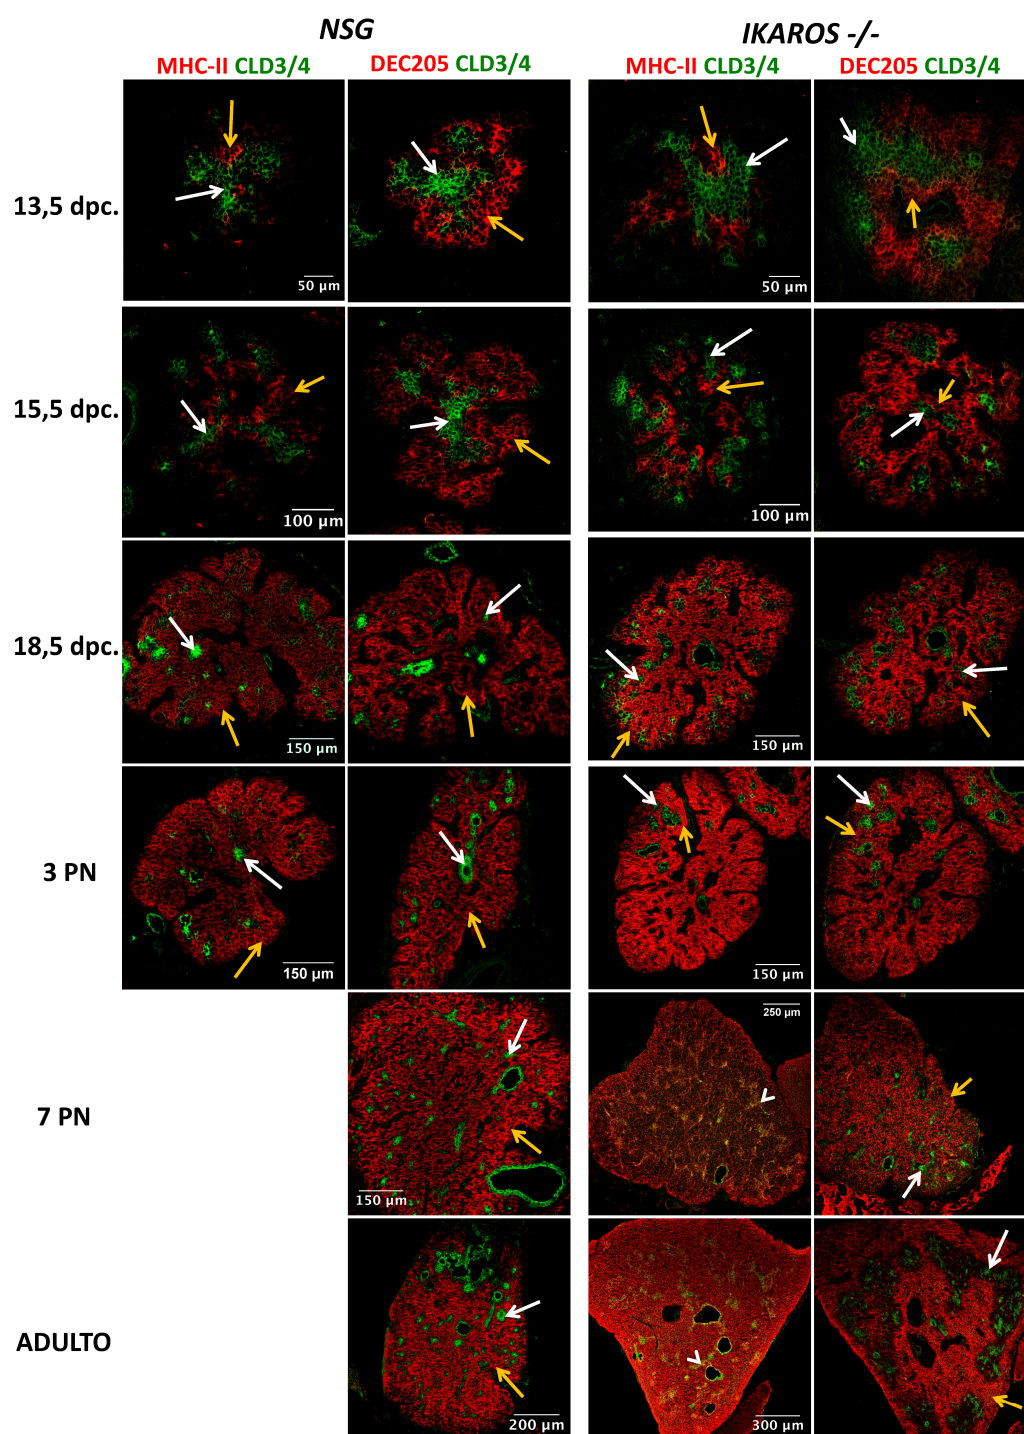 NSG IKAROS -/-
MHC-II CLD3/4 DEC205 CLD3/4 MHC-II CLD3/4 DEC205 CLD3/4
13,5 dpc.
50 µm 50 µm
15,5 dpc.
100 µm 100 µm
18,5 dpc.
150 µm 150 µm
3 PN
150 µm 150 µm
250 µm
7 PN
150 µm
ADULTO
200 µm 300 µm